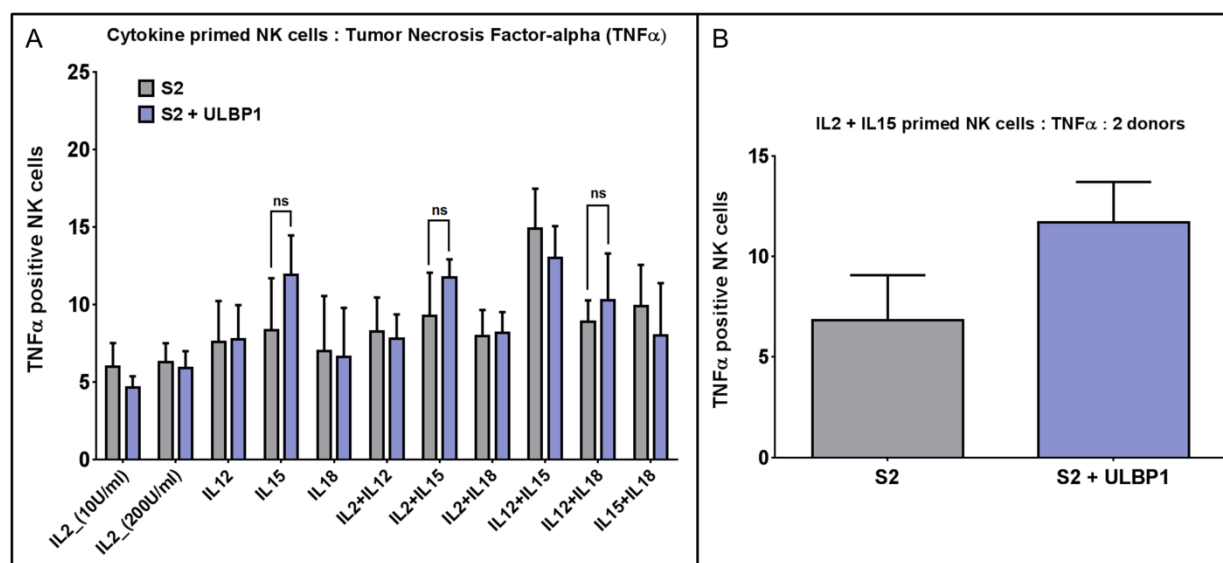 A
Cytokine primed NK cells : Tumor Necrosis Factor-alpha (TNFα)
25
20
15
10
5
0
TNFα positive NK cells
S2
S2 + ULBP1
ns
ns
ns
IL2_(10U/ml)
IL2_(200U/ml)
IL12
IL15
IL18
IL2+IL12
IL2+IL15
IL2+IL18
IL12+IL15
IL12+IL18
IL15+IL18
B
IL2 + IL15 primed NK cells : TNFα : 2 donors
15
10
5
0
TNFα positive NK cells
S2
S2 + ULBP1